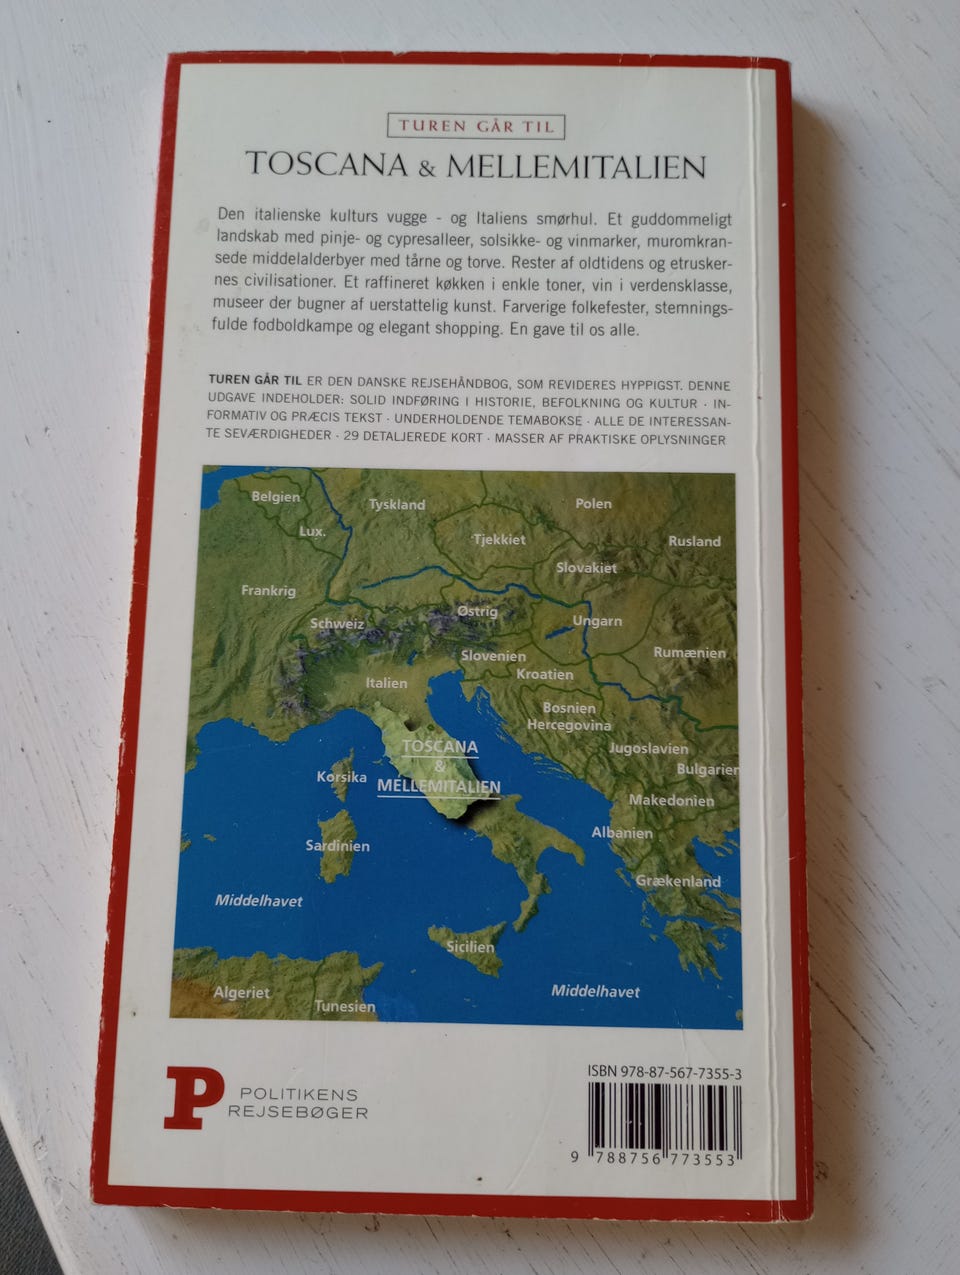 TUREN GÅR TIL
TOSCANA & MELLEMITALIEN
Den italienske kulturs vugge - og Italiens smørhul. Et guddommeligt
landskab med pinje- og cypresalleer, solsikke- og vinmarker, muromkran-
sede middelalderbyer med tårne og torve. Rester af oldtidens og etrusker-
nes civilisationer. Et raffineret køkken i enkle toner, vin i verdensklasse,
museer der bugner af uerstattelig kunst. Farverige folkefester, stemnings-
fulde fodboldkampe og elegant shopping. En gave til os alle.
TUREN GÅR TIL ER DEN DANSKE REJSEHÅNDBOG, SOM REVIDERES HYPPIGST. DENNE
UDGAVE INDEHOLDER: SOLID INDFØRING I HISTORIE, BEFOLKNING OG KULTUR · IN-
FORMATIV OG PRÆCIS TEKST · UNDERHOLDENDE TEMABOKSE · ALLE DE INTERESSAN-
TE SEVÆRDIGHEDER · 29 DETALJEREDE KORT · MASSER AF PRAKTISKE OPLYSNINGER
Belgien
Tyskland
Polen
Lux.
Tjekkiet
Rusland
Slovakiet
Frankrig
Østrig
Schweiz
Ungarn
Slovenien
Rumænien
Kroatien
Italien
Bosnien
Hercegovina
TOSCANA
&
MELLEMITALIEN
Jugoslavien
Bulgarien
Korsika
Makedonien
Albanien
Sardinien
Grækenland
Middelhavet
Sicilien
Middelhavet
Algeriet
Tunesien
P
POLITIKENS
REJSEBØGER
ISBN 978-87-567-7355-3
9 788756 773553